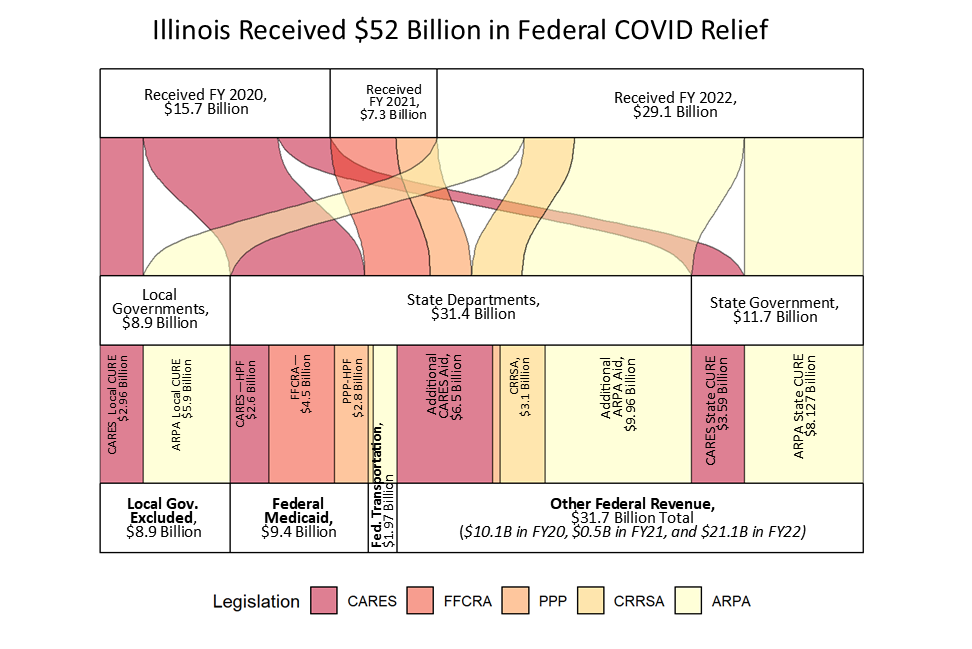 Illinois Received $52 Billion in Federal COVID Relief
Received FY 2020,
$15.7 Billion
Received
FY 2021,
$7.3 Billion
Received FY 2022,
$29.1 Billion
Local
Governments,
$8.9 Billion
State Departments,
$31.4 Billion
State Government,
$11.7 Billion
CARES_Local CURE
$2.96 Billion
ARPA_Local CURE
$5.9 Billion
CARES—HPF
$2.6 Billion
FFCRA—
$4.5 Billion
PPP-HPF
$2.8 Billion
Fed. Transportation,
$1.97 Billion
Additional
CARES Aid,
$6.5 Billion
CRRSA,
$3.1 Billion
Additional
ARPA Aid,
$9.96 Billion
CARES State CURE
$3.59 Billion
ARPA State CURE
$8.127 Billion
Local Gov.
Excluded,
$8.9 Billion
Federal
Medicaid,
$9.4 Billion
Other Federal Revenue,
$31.7 Billion Total
($10.1B in FY20, $0.5B in FY21, and $21.1B in FY22)
Legislation CARES FFCRA PPP CRRSA ARPA